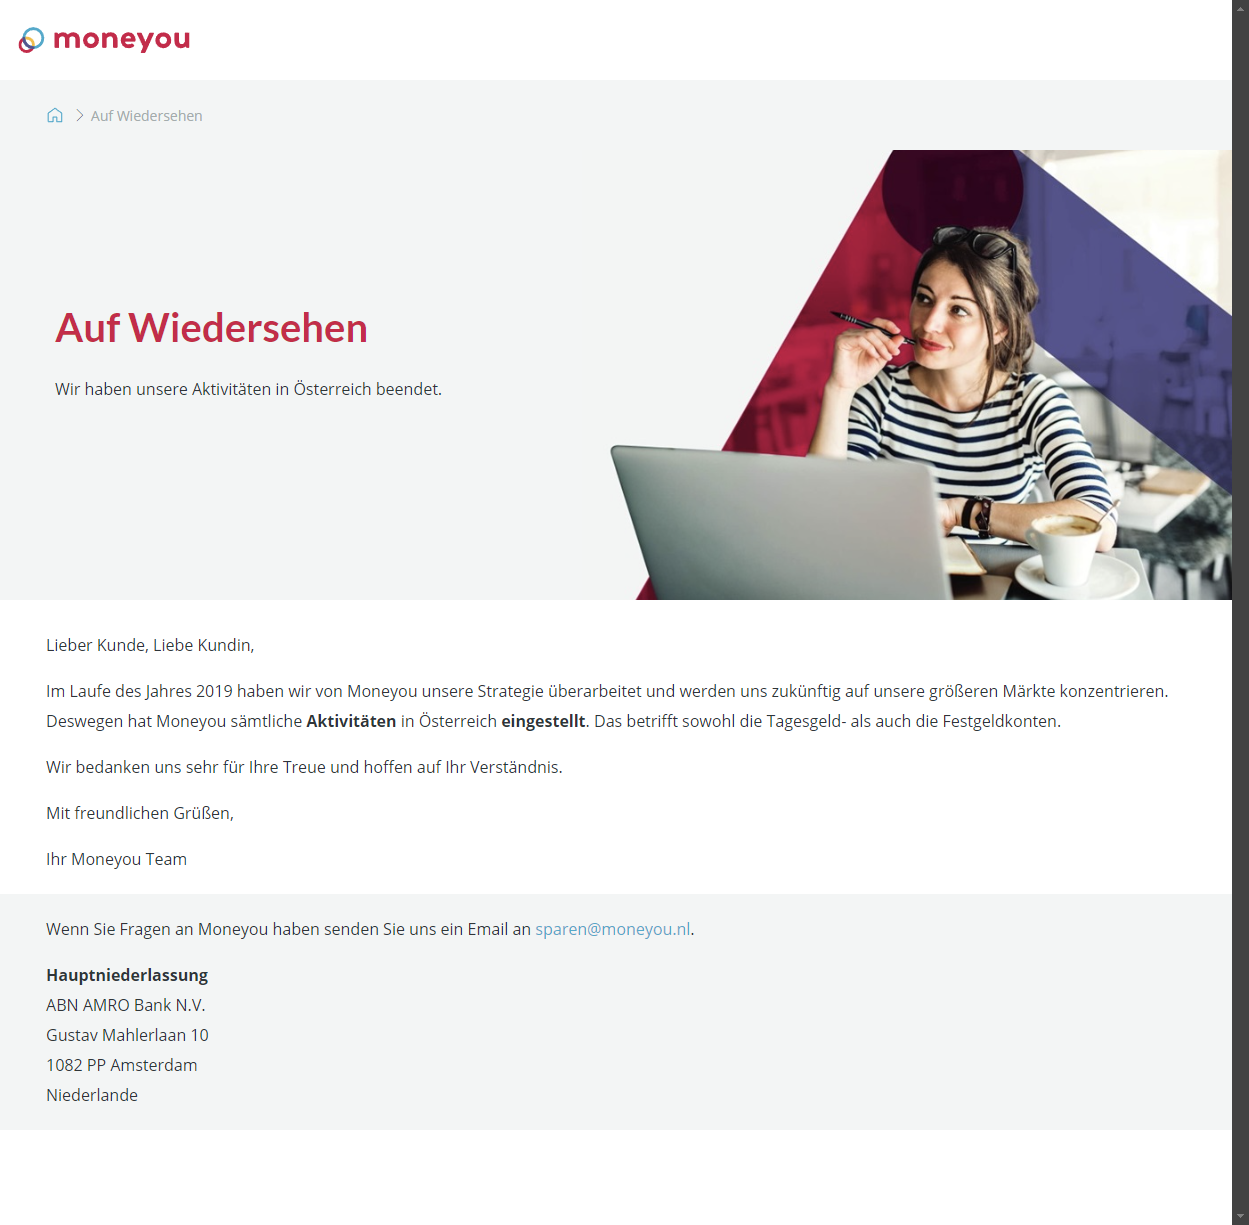 moneyou
Auf Wiedersehen
Auf Wiedersehen
Wir haben unsere Aktivitäten in Österreich beendet.
Lieber Kunde, Liebe Kundin,
Im Laufe des Jahres 2019 haben wir von Moneyou unsere Strategie überarbeitet und werden uns zukünftig auf unsere größeren Märkte konzentrieren.
Deswegen hat Moneyou sämtliche Aktivitäten in Österreich eingestellt. Das betrifft sowohl die Tagesgeld- als auch die Festgeldkonten.
Wir bedanken uns sehr für Ihre Treue und hoffen auf Ihr Verständnis.
Mit freundlichen Grüßen,
Ihr Moneyou Team
Wenn Sie Fragen an Moneyou haben senden Sie uns ein Email an sparen@moneyou.nl.
Hauptniederlassung
ABN AMRO Bank N.V.
Gustav Mahlerlaan 10
1082 PP Amsterdam
Niederlande